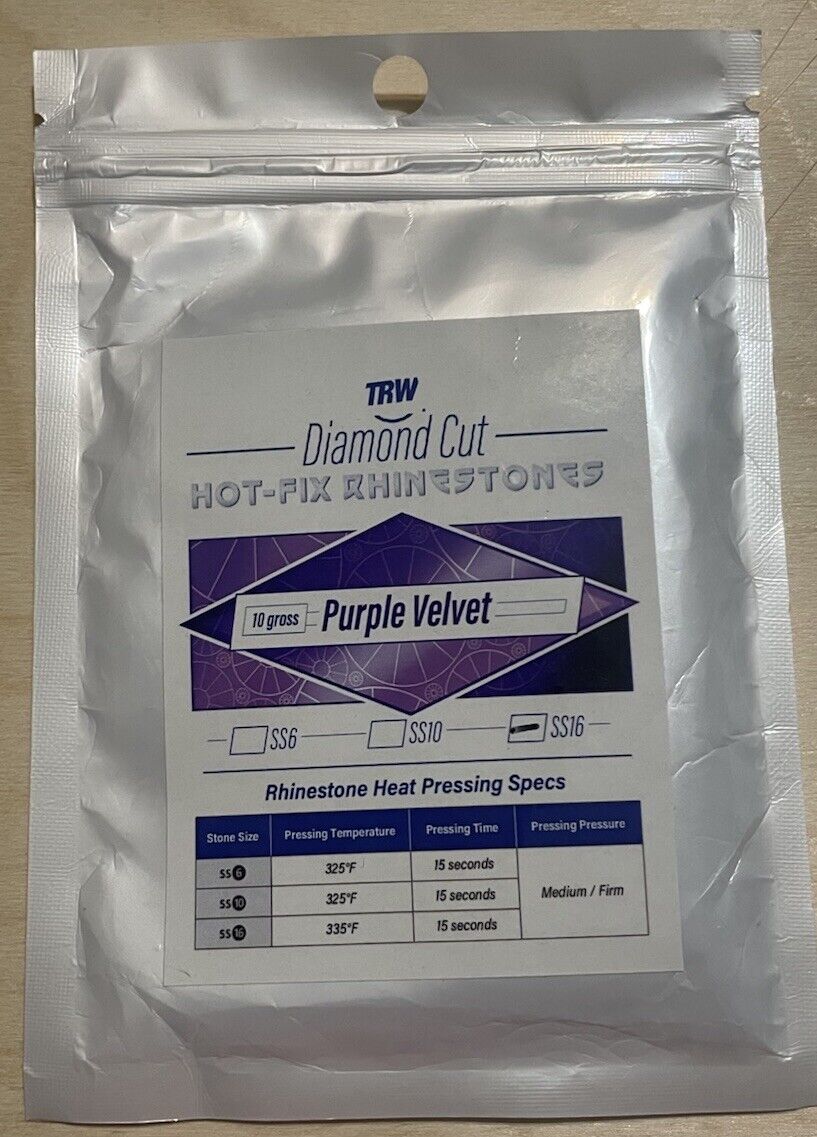 TRW
Diamond Cut
HOT-FIX RHINESTONES
10 gross Purple Velvet
SS6 SS10 SS16
Rhinestone Heat Pressing Specs
Stone Size Pressing Temperature Pressing Time Pressing Pressure
SS6 325°F 15 seconds Medium / Firm
SS10 325°F 15 seconds
SS16 335°F 15 seconds